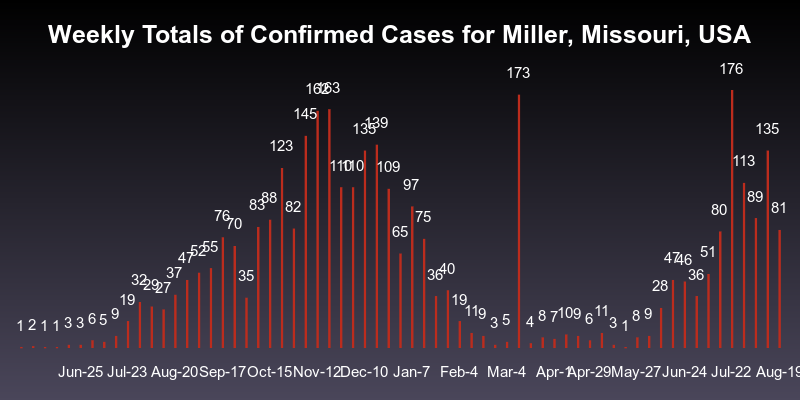 Weekly Totals of Confirmed Cases for Miller, Missouri, USA
1 2 1 1 3 3 6 5 9 19 32 29 27 37 47 52 55 76 70 35 83 88 123 82 145 162 163 110 110 135 139 109 65 97 75 36 40 19 11 9 3 5 173 4 8 7 10 9 6 11 3 1 8 9 28 47 46 36 51 80 176 113 89 135 81
Jun-25 Jul-23 Aug-20 Sep-17 Oct-15 Nov-12 Dec-10 Jan-7 Feb-4 Mar-4 Apr-1 Apr-29 May-27 Jun-24 Jul-22 Aug-19